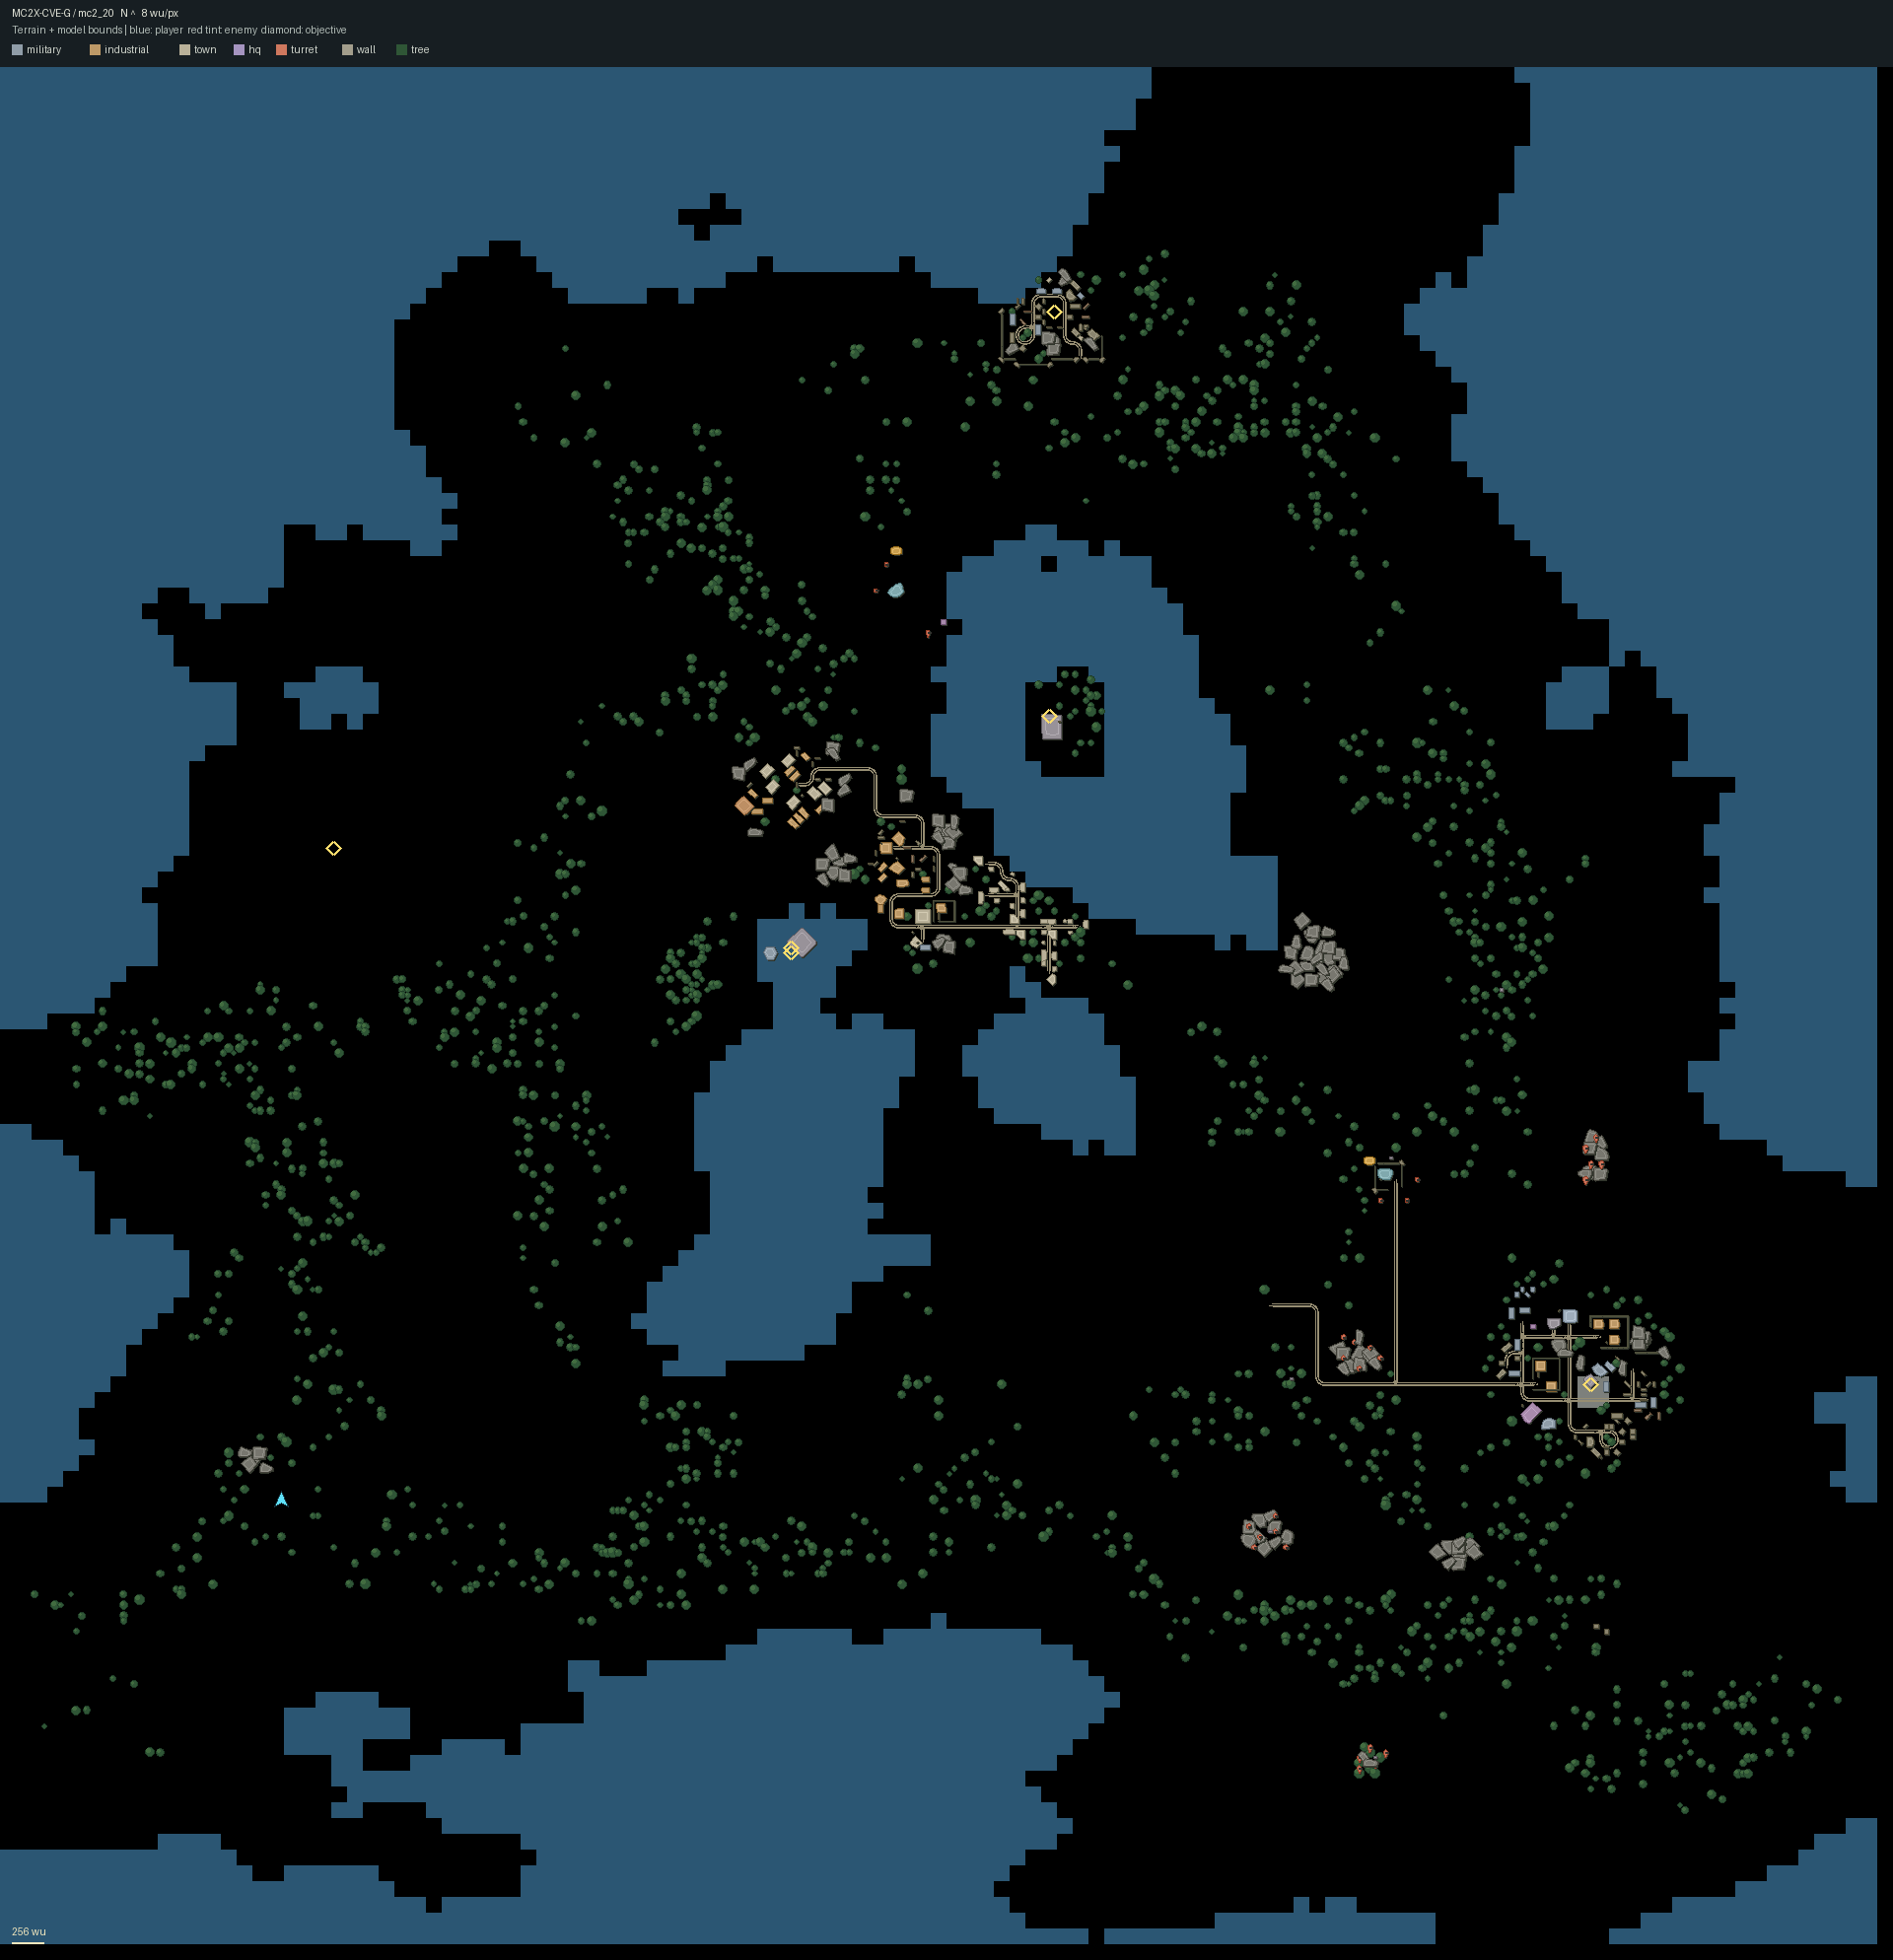 MC2X-CVE-G / mc2_20 N ^ 8 wu/px
Terrain + model bounds | blue: player red tint: enemy diamond: objective
military industrial town hq turret wall tree
256 wu